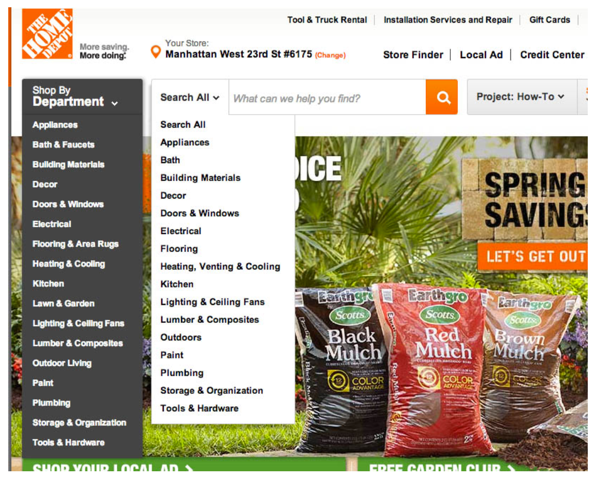 THE
HOME
DEPOT
More saving.
More doing.
Tool & Truck Rental
Installation Services and Repair
Gift Cards
Your Store:
Manhattan West 23rd St #6175 (Change)
Store Finder
Local Ad
Credit Center
Shop By
Department
Search All
What can we help you find?
Project: How-To
Appliances
Bath & Faucets
Building Materials
Decor
Doors & Windows
Electrical
Flooring & Area Rugs
Heating & Cooling
Kitchen
Lawn & Garden
Lighting & Ceiling Fans
Lumber & Composites
Outdoor Living
Paint
Plumbing
Storage & Organization
Tools & Hardware
Search All
Appliances
Bath
Building Materials
Decor
Doors & Windows
Electrical
Flooring
Heating, Venting & Cooling
Kitchen
Lighting & Ceiling Fans
Lumber & Composites
Outdoors
Paint
Plumbing
Storage & Organization
Tools & Hardware
OICE
SPRING
SAVINGS
LET'S GET OUT
Earthgro
Scotts.
Black
Mulch
Earthgro
Scotts.
Red
Mulch
COLOR
ADVANTAGE
Earthgro
Scotts
Brown
Mulch
COLOR
SHOP YOUR LOCAL AD
FREE GARDEN CLUB